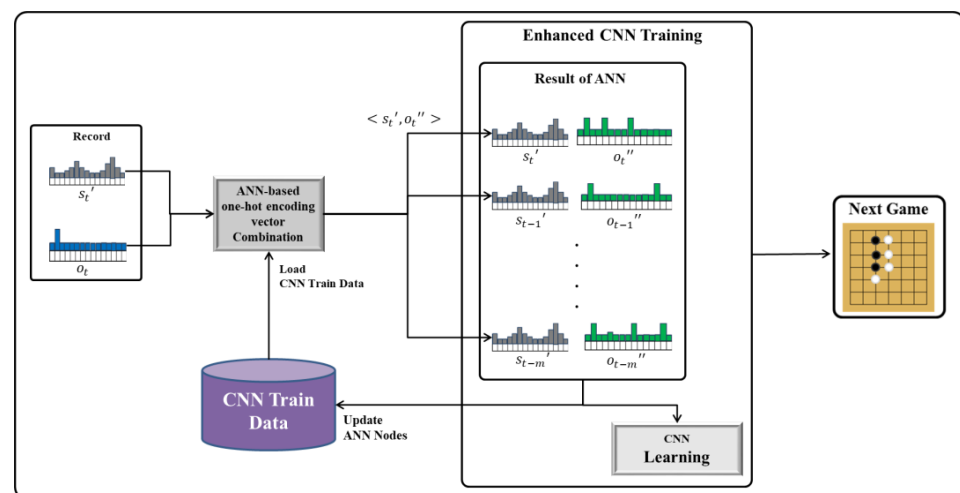 Enhanced CNN Training
Result of ANN
Record
< s_t′, o_t″ >
s_t′
o_t
ANN-based
one-hot encoding
vector
Combination
Load
CNN Train Data
CNN Train
Data
Update
ANN Nodes
s_t′ o_t″
s_{t−1}′ o_{t−1}″
s_{t−m}′ o_{t−m}″
CNN
Learning
Next Game